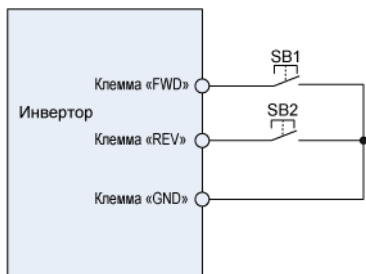 SB1
Клемма «FWD»
Инвертор
SB2
Клемма «REV»
Клемма «GND»